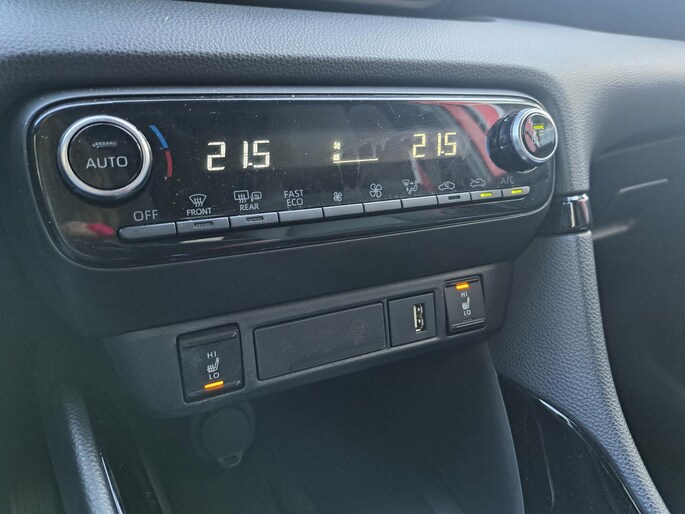 AUTO
21.5
21.5
OFF
FRONT
REAR
FAST
ECO
A/C
HI
LO
HI
LO